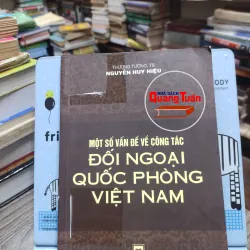 THƯỢNG TƯỚNG, TS
NGUYỄN HUY HIỆU
NHÀ SÁCH
Quang Tuấn
MỘT SỐ VẤN ĐỀ VỀ CÔNG TÁC
ĐỐI NGOẠI
QUỐC PHÒNG
VIỆT NAM